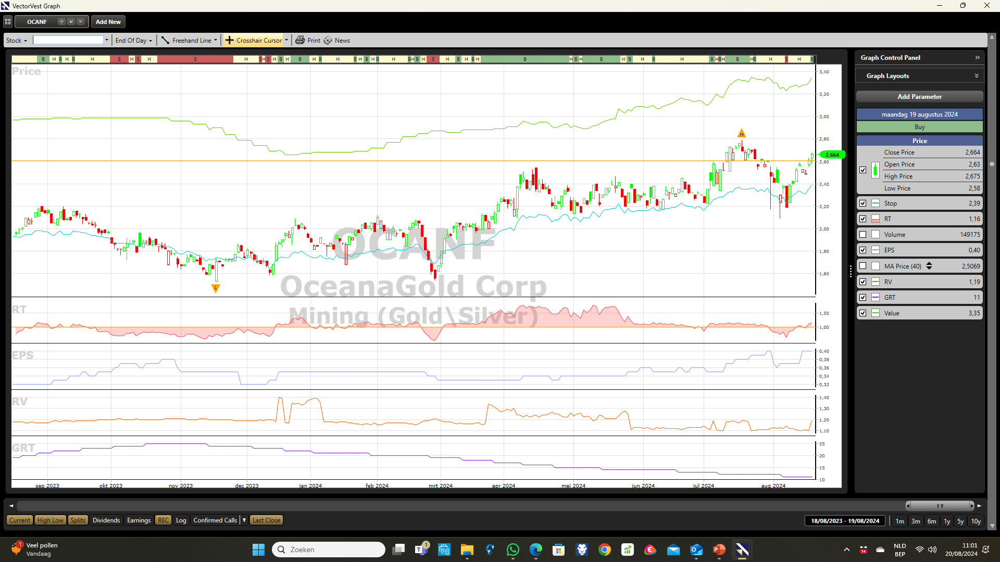 VectorVest Graph
OCANF
Add New
Stock
End Of Day
Freehand Line
Crosshair Cursor
Print
News
B H B H B H S H S H S H S H S H B H B H B H B H B H B H B H S H B H B H B H B H B H B H B H B H B H B H B H S H B
Price
3,40
3,20
3,00
2,80
2,664
2,60
2,40
2,20
2,00
1,80
1,60
H
L
OCANF
OceanaGold Corp
Mining (Gold\Silver)
RT
1,50
1,00
EPS
0,40
0,38
0,36
0,34
0,32
RV
1,40
1,30
1,20
1,10
GRT
25
20
15
10
sep 2023 okt 2023 nov 2023 dec 2023 jan 2024 feb 2024 mrt 2024 apr 2024 mei 2024 jun 2024 jul 2024 aug 2024
Graph Control Panel
Graph Layouts
Add Parameter
maandag 19 augustus 2024
Buy
Price
Close Price 2,664
Open Price 2,63
High Price 2,675
Low Price 2,58
Stop 2,39
RT 1,16
Volume 149175
EPS 0,40
MA Price (40) 2,5069
RV 1,19
GRT 11
Value 3,35
1 Y
Current High Low Splits Dividends Earnings REC Log Confirmed Calls Last Close
18/08/2023 - 19/08/2024 1m 3m 6m 1y 5y 10y
1
Veel pollen
Vandaag
Zoeken
1
14
NLD
BEP
11:01
20/08/2024